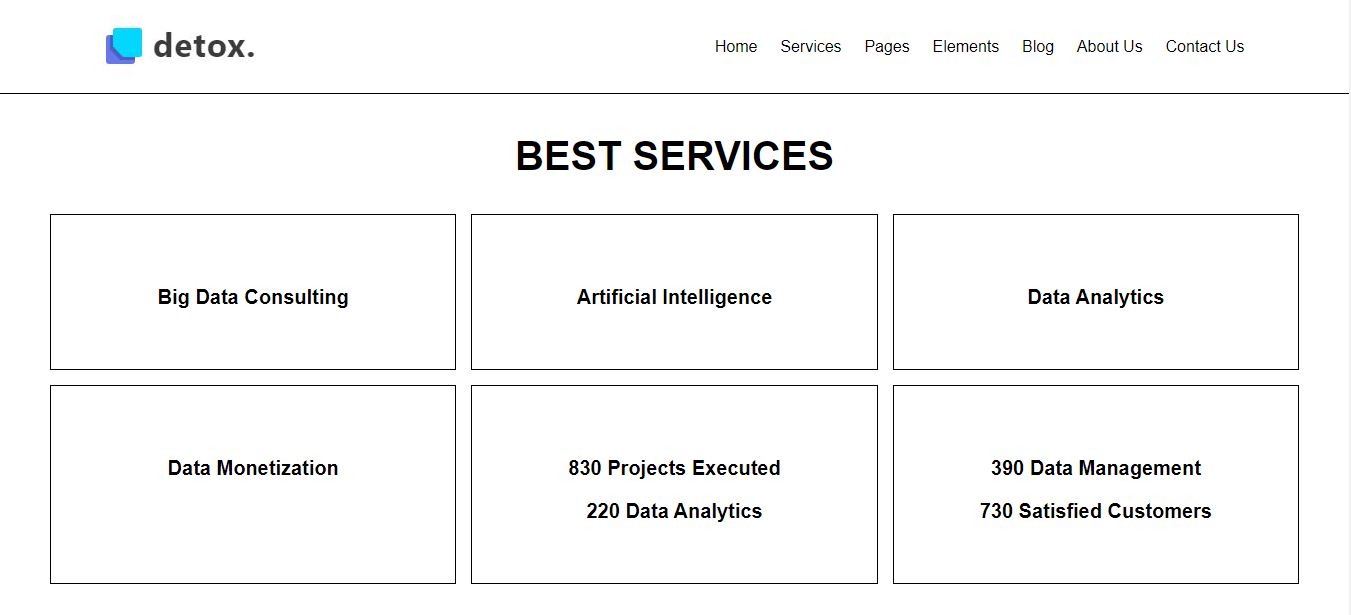 detox.
Home Services Pages Elements Blog About Us Contact Us
BEST SERVICES
Big Data Consulting
Artificial Intelligence
Data Analytics
Data Monetization
830 Projects Executed
220 Data Analytics
390 Data Management
730 Satisfied Customers